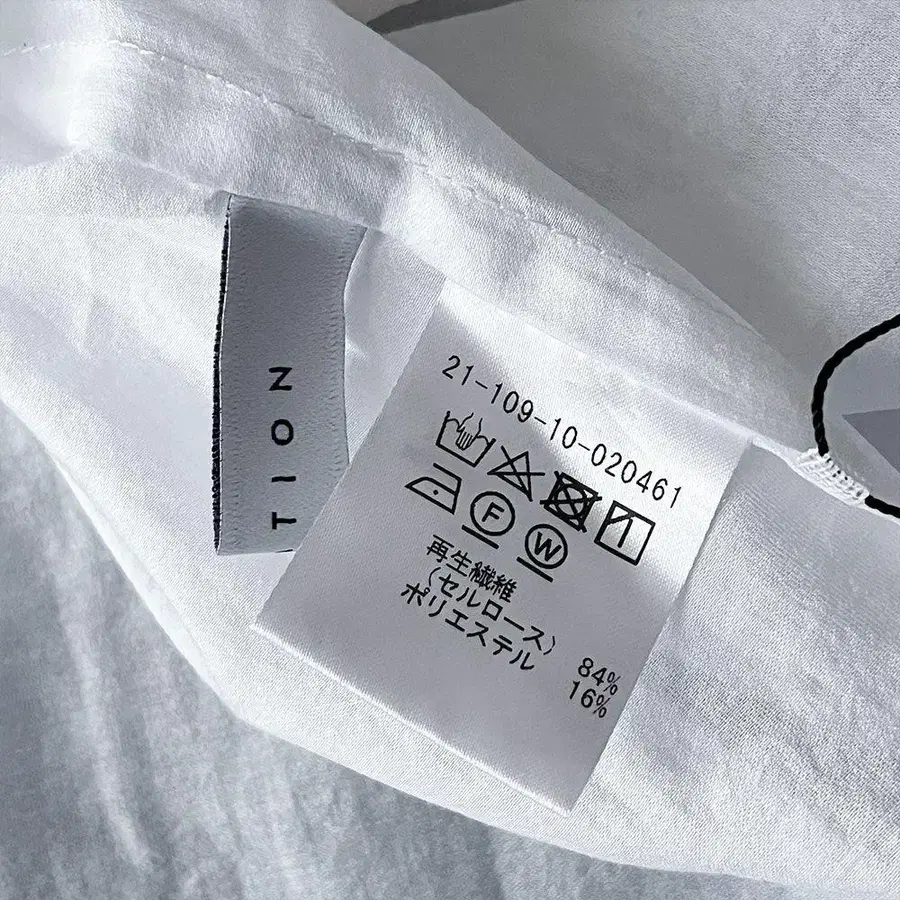 TION
21-109-10-020461
F W
再生繊維
(セルロース) 84%
ポリエステル 16%